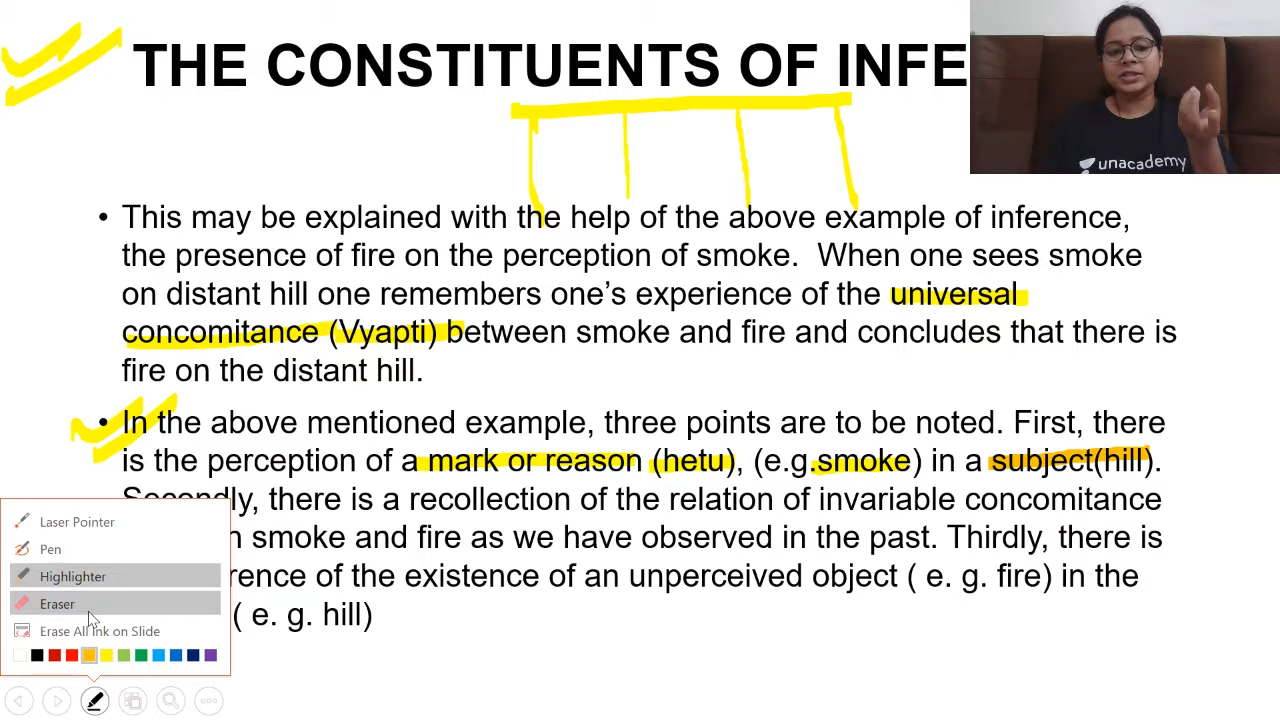 THE CONSTITUENTS OF INFE
unacademy
• This may be explained with the help of the above example of inference,
the presence of fire on the perception of smoke. When one sees smoke
on distant hill one remembers one’s experience of the universal
concomitance (Vyapti) between smoke and fire and concludes that there is
fire on the distant hill.
• In the above mentioned example, three points are to be noted. First, there
is the perception of a mark or reason (hetu), (e.g.smoke) in a subject(hill).
Secondly, there is a recollection of the relation of invariable concomitance
n smoke and fire as we have observed in the past. Thirdly, there is
rence of the existence of an unperceived object ( e. g. fire) in the
( e. g. hill)
Laser Pointer
Pen
Highlighter
Eraser
Erase All Ink on Slide